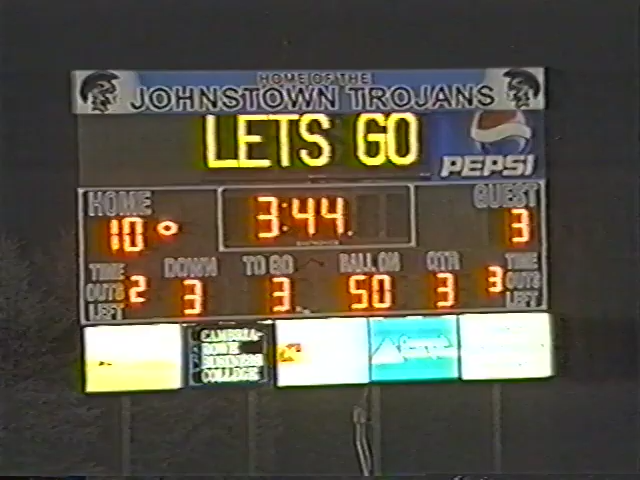 HOME OF THE
JOHNSTOWN TROJANS
LETS GO
PEPSI
HOME
10
3:44
GUEST
3
TIME OUTS LEFT 2
DOWN 3
TO GO 3
BALL ON 50
QTR 3
3 TIME OUTS LEFT
CAMBRIA-
ROWE
BUSINESS
COLLEGE